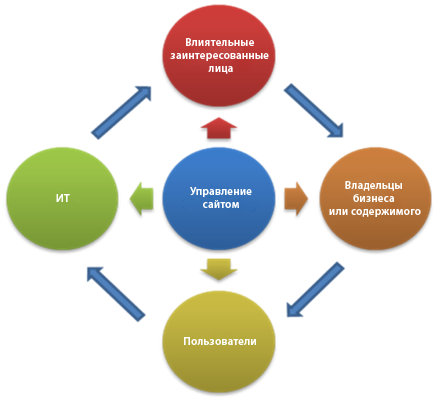 Влиятельные
заинтересованные
лица
ИТ
Управление
сайтом
Владельцы
бизнеса
или содержимого
Пользователи